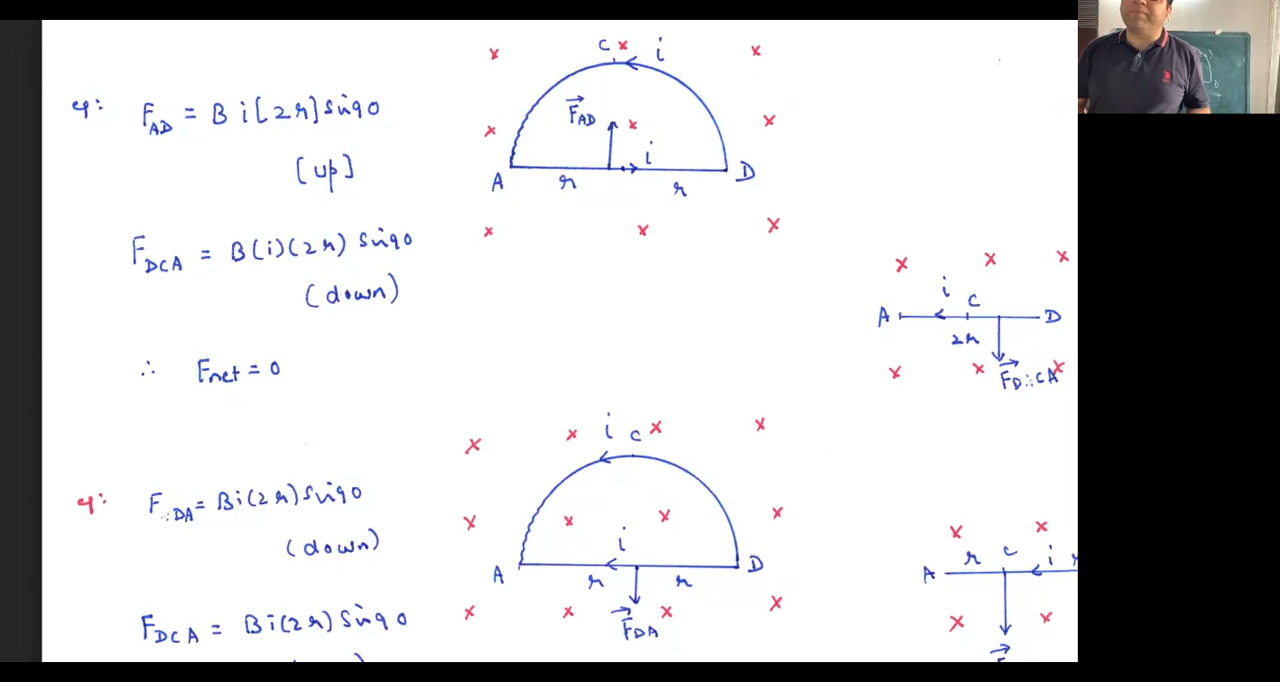 C i
q: F_AD = B i[2r] sin90
F_AD
i
[up]
A r r D
F_DCA = B(i)(2r) sin90
(down)
i C
A D
2r
∴ Fnet = 0
F_DCA
i C
q: F_DA = Bi(2r) sin90
(down)
i
A r r D
r C i
A
F_DA
F_DCA = Bi(2r) sin90